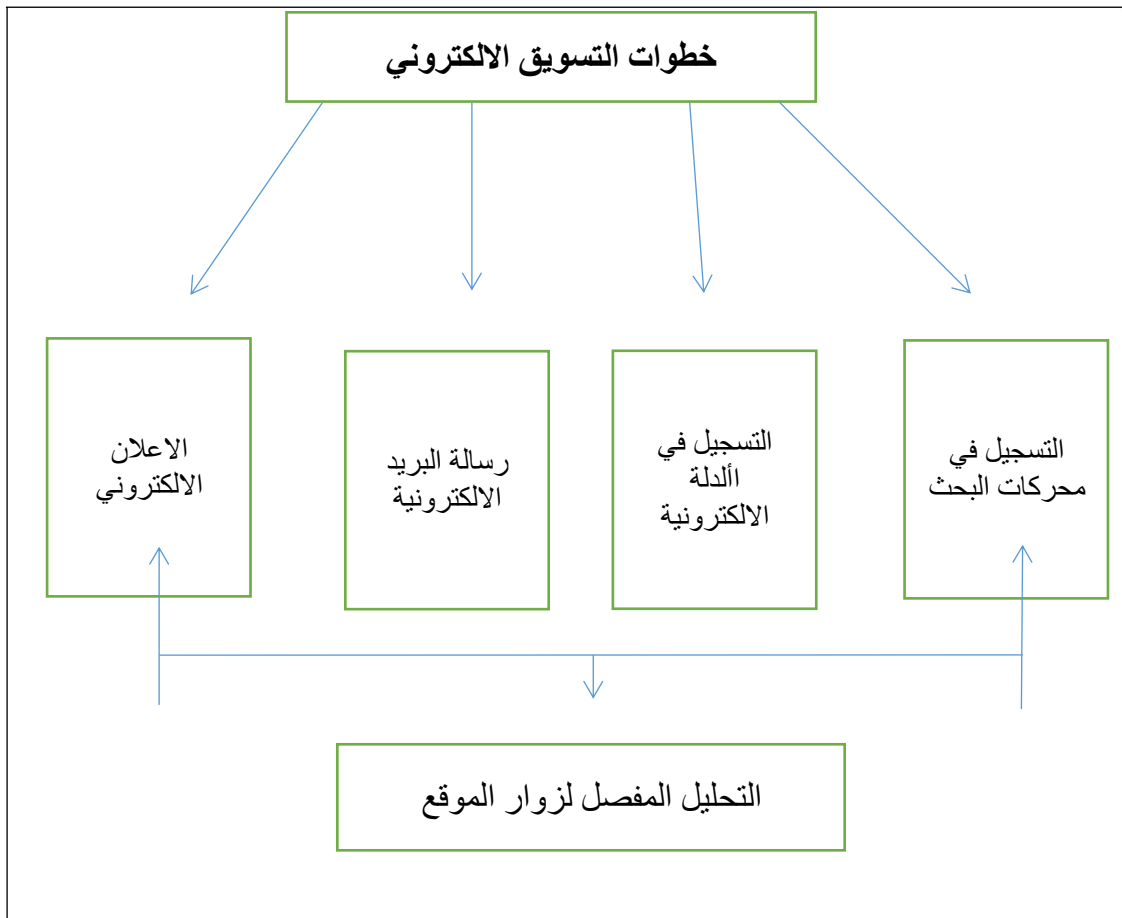 خطوات التسويق الالكتروني
التسجيل في
محركات البحث
التسجيل في
األدلة
الالكترونية
رسالة البريد
الالكترونية
الاعلان
الالكتروني
التحليل المفصل لزوار الموقع